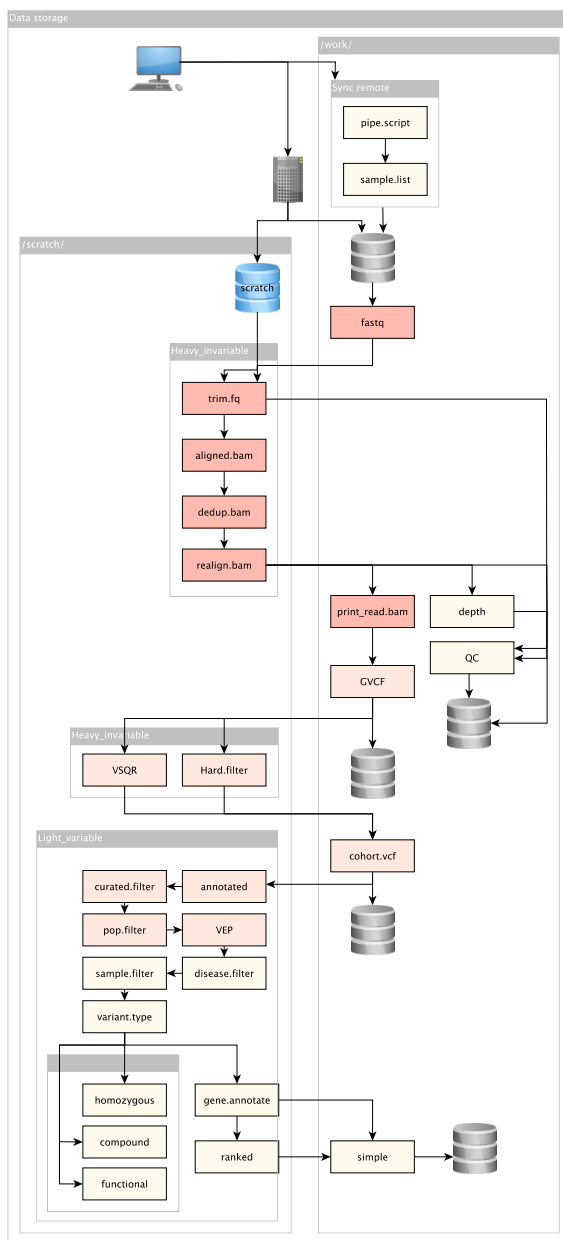 Data storage
/work/
Sync remote
pipe.script
sample.list
/scratch/
scratch
fastq
Heavy_invariable
trim.fq
aligned.bam
dedup.bam
realign.bam
print_read.bam
depth
QC
GVCF
Heavy_invariable
VSQR
Hard.filter
cohort.vcf
Light_variable
curated.filter
annotated
pop.filter
VEP
sample.filter
disease.filter
variant.type
homozygous
gene.annotate
compound
ranked
simple
functional